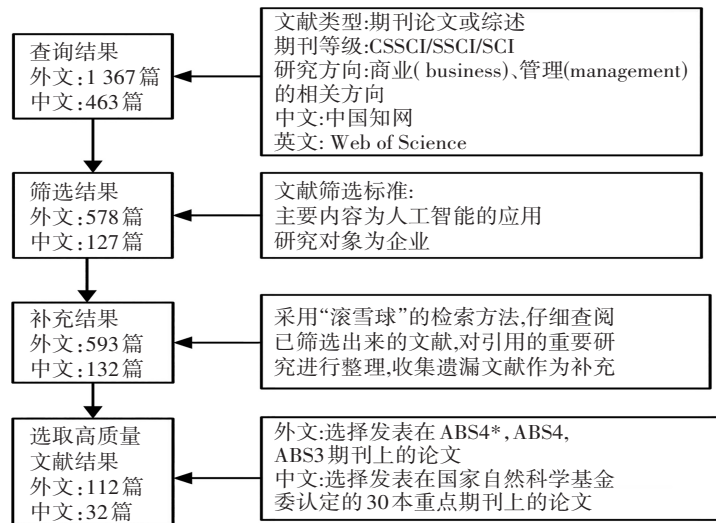 查询结果
外文:1 367篇
中文:463篇
文献类型:期刊论文或综述
期刊等级:CSSCI/SSCI/SCI
研究方向:商业( business)、管理(management)
的相关方向
中文:中国知网
英文: Web of Science
筛选结果
外文:578篇
中文:127篇
文献筛选标准:
主要内容为人工智能的应用
研究对象为企业
补充结果
外文:593篇
中文:132篇
采用“滚雪球”的检索方法,仔细查阅
已筛选出来的文献,对引用的重要研
究进行整理,收集遗漏文献作为补充
选取高质量
文献结果
外文:112篇
中文:32篇
外文:选择发表在ABS4*, ABS4,
ABS3期刊上的论文
中文:选择发表在国家自然科学基金
委认定的30本重点期刊上的论文